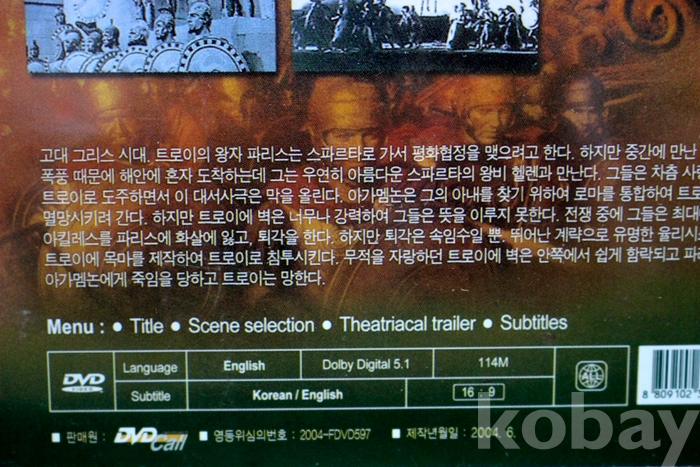 고대 그리스 시대. 트로이의 왕자 파리스는 스파르타로 가서 평화협정을 맺으려고 한다. 하지만 중간에 만난
폭풍 때문에 해안에 혼자 도착하는데 그는 우연히 아름다운 스파르타의 왕비 헬렌과 만난다. 그들은 차츰 사랑
트로이로 도주하면서 이 대서사극은 막을 올린다. 아가멤논은 그의 아내를 찾기 위하여 로마를 통합하여 트로
멸망시키려 간다. 하지만 트로이에 벽은 너무나 강력하여 그들은 뜻을 이루지 못한다. 전쟁 중에 그들은 최대
아킬레스를 파리스에 화살에 잃고, 퇴각을 한다. 하지만 퇴각은 속임수일 뿐. 뛰어난 계략으로 유명한 율리시
트로이에 목마를 제작하여 트로이로 침투시킨다. 무적을 자랑하던 트로이에 벽은 안쪽에서 쉽게 함락되고 파리
아가멤논에게 죽임을 당하고 트로이는 망한다.
Menu : ● Title ● Scene selection ● Theatriacal trailer ● Subtitles
DVD VIDEO Language English Dolby Digital 5.1 114M ALL
Subtitle Korean / English 16 : 9
8 809102
■ 판매원 : DVD Call ■ 영등위심의번호 : 2004-FDVD597 ■ 제작년월일 : 2004. 6.
kobay